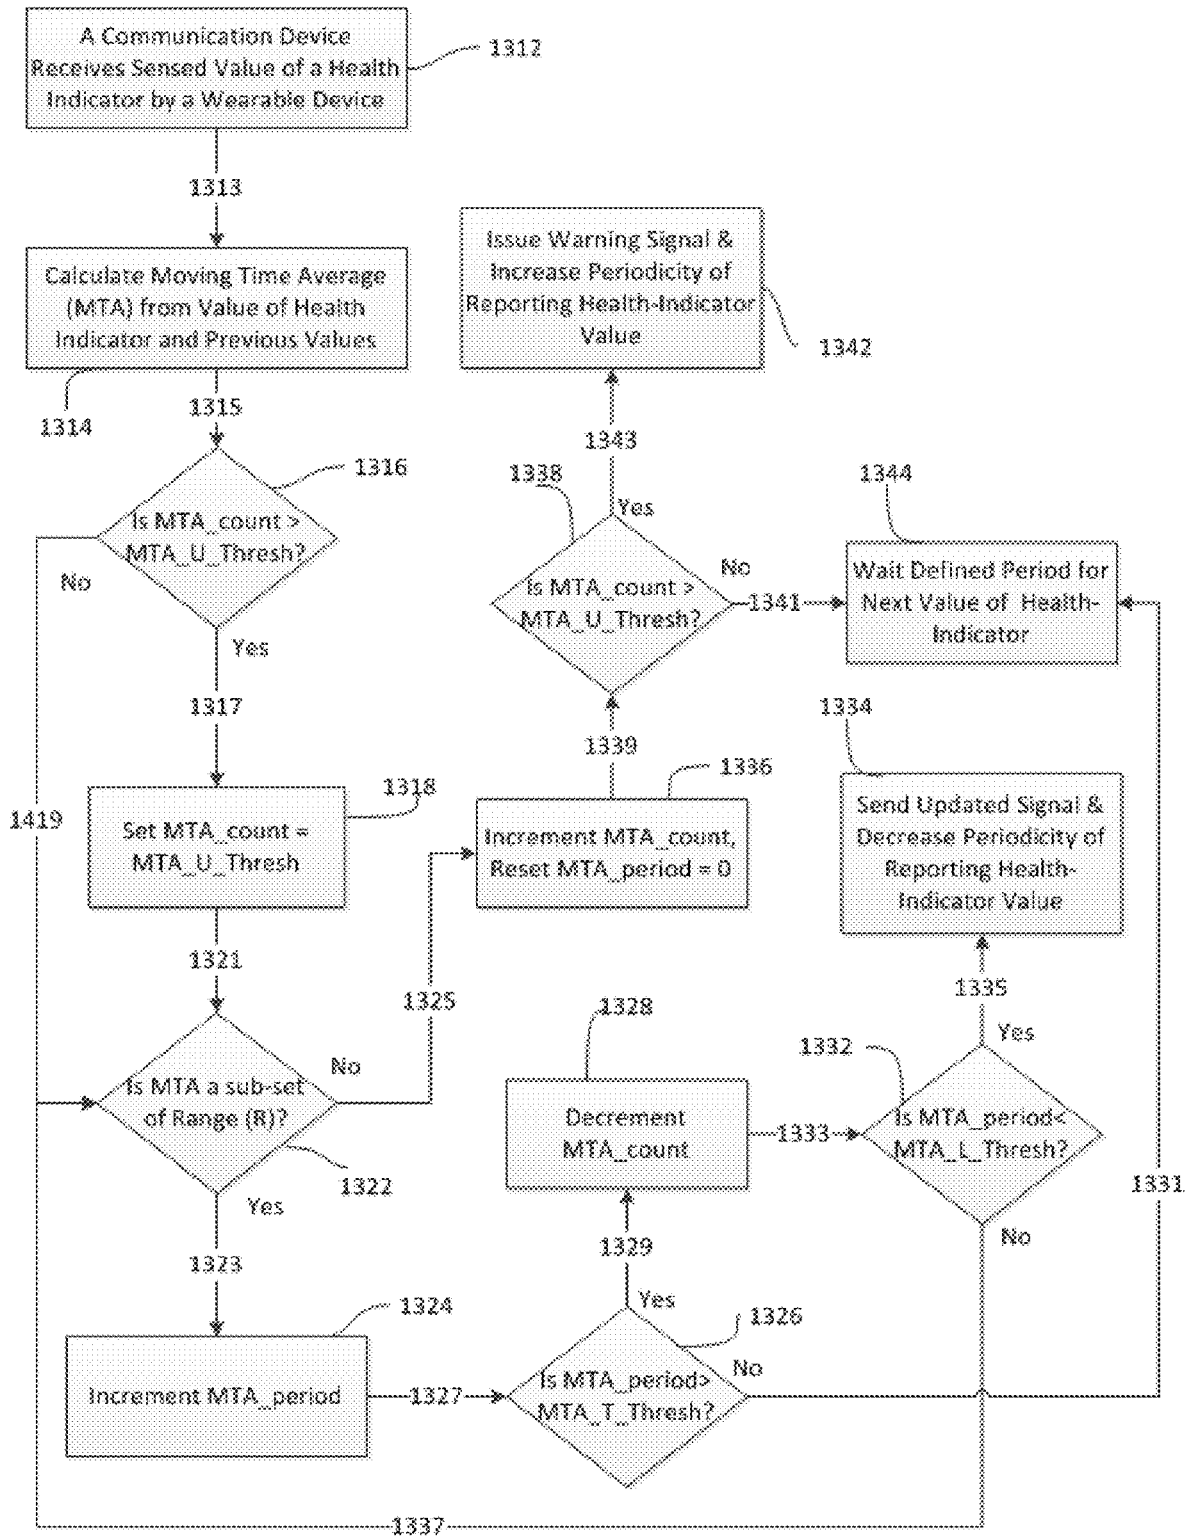 A Communication Device
Receives Sensed Value of a Health
Indicator by a Wearable Device
1312
1313
Calculate Moving Time Average
(MTA) from Value of Health
Indicator and Previous Values
1314
1315
Is MTA_count >
MTA_U_Thresh?
1316
No
Yes
1317
1419
Set MTA_count =
MTA_U_Thresh
1318
1321
Is MTA a sub-set
of Range (R)?
1322
No
1325
Yes
1323
Increment MTA_period
1324
1327
Is MTA_period>
MTA_T_Thresh?
1326
No
1331
Yes
1329
Decrement
MTA_count
1328
1333
Is MTA_period<
MTA_L_Thresh?
1332
No
1337
Yes
1335
Send Updated Signal &
Decrease Periodicity of
Reporting Health-
Indicator Value
1334
Increment MTA_count,
Reset MTA_period = 0
1336
1339
Is MTA_count >
MTA_U_Thresh?
1338
No
1341
Wait Defined Period for
Next Value of Health-
Indicator
1344
Yes
1343
Issue Warning Signal &
Increase Periodicity of
Reporting Health-Indicator
Value
1342